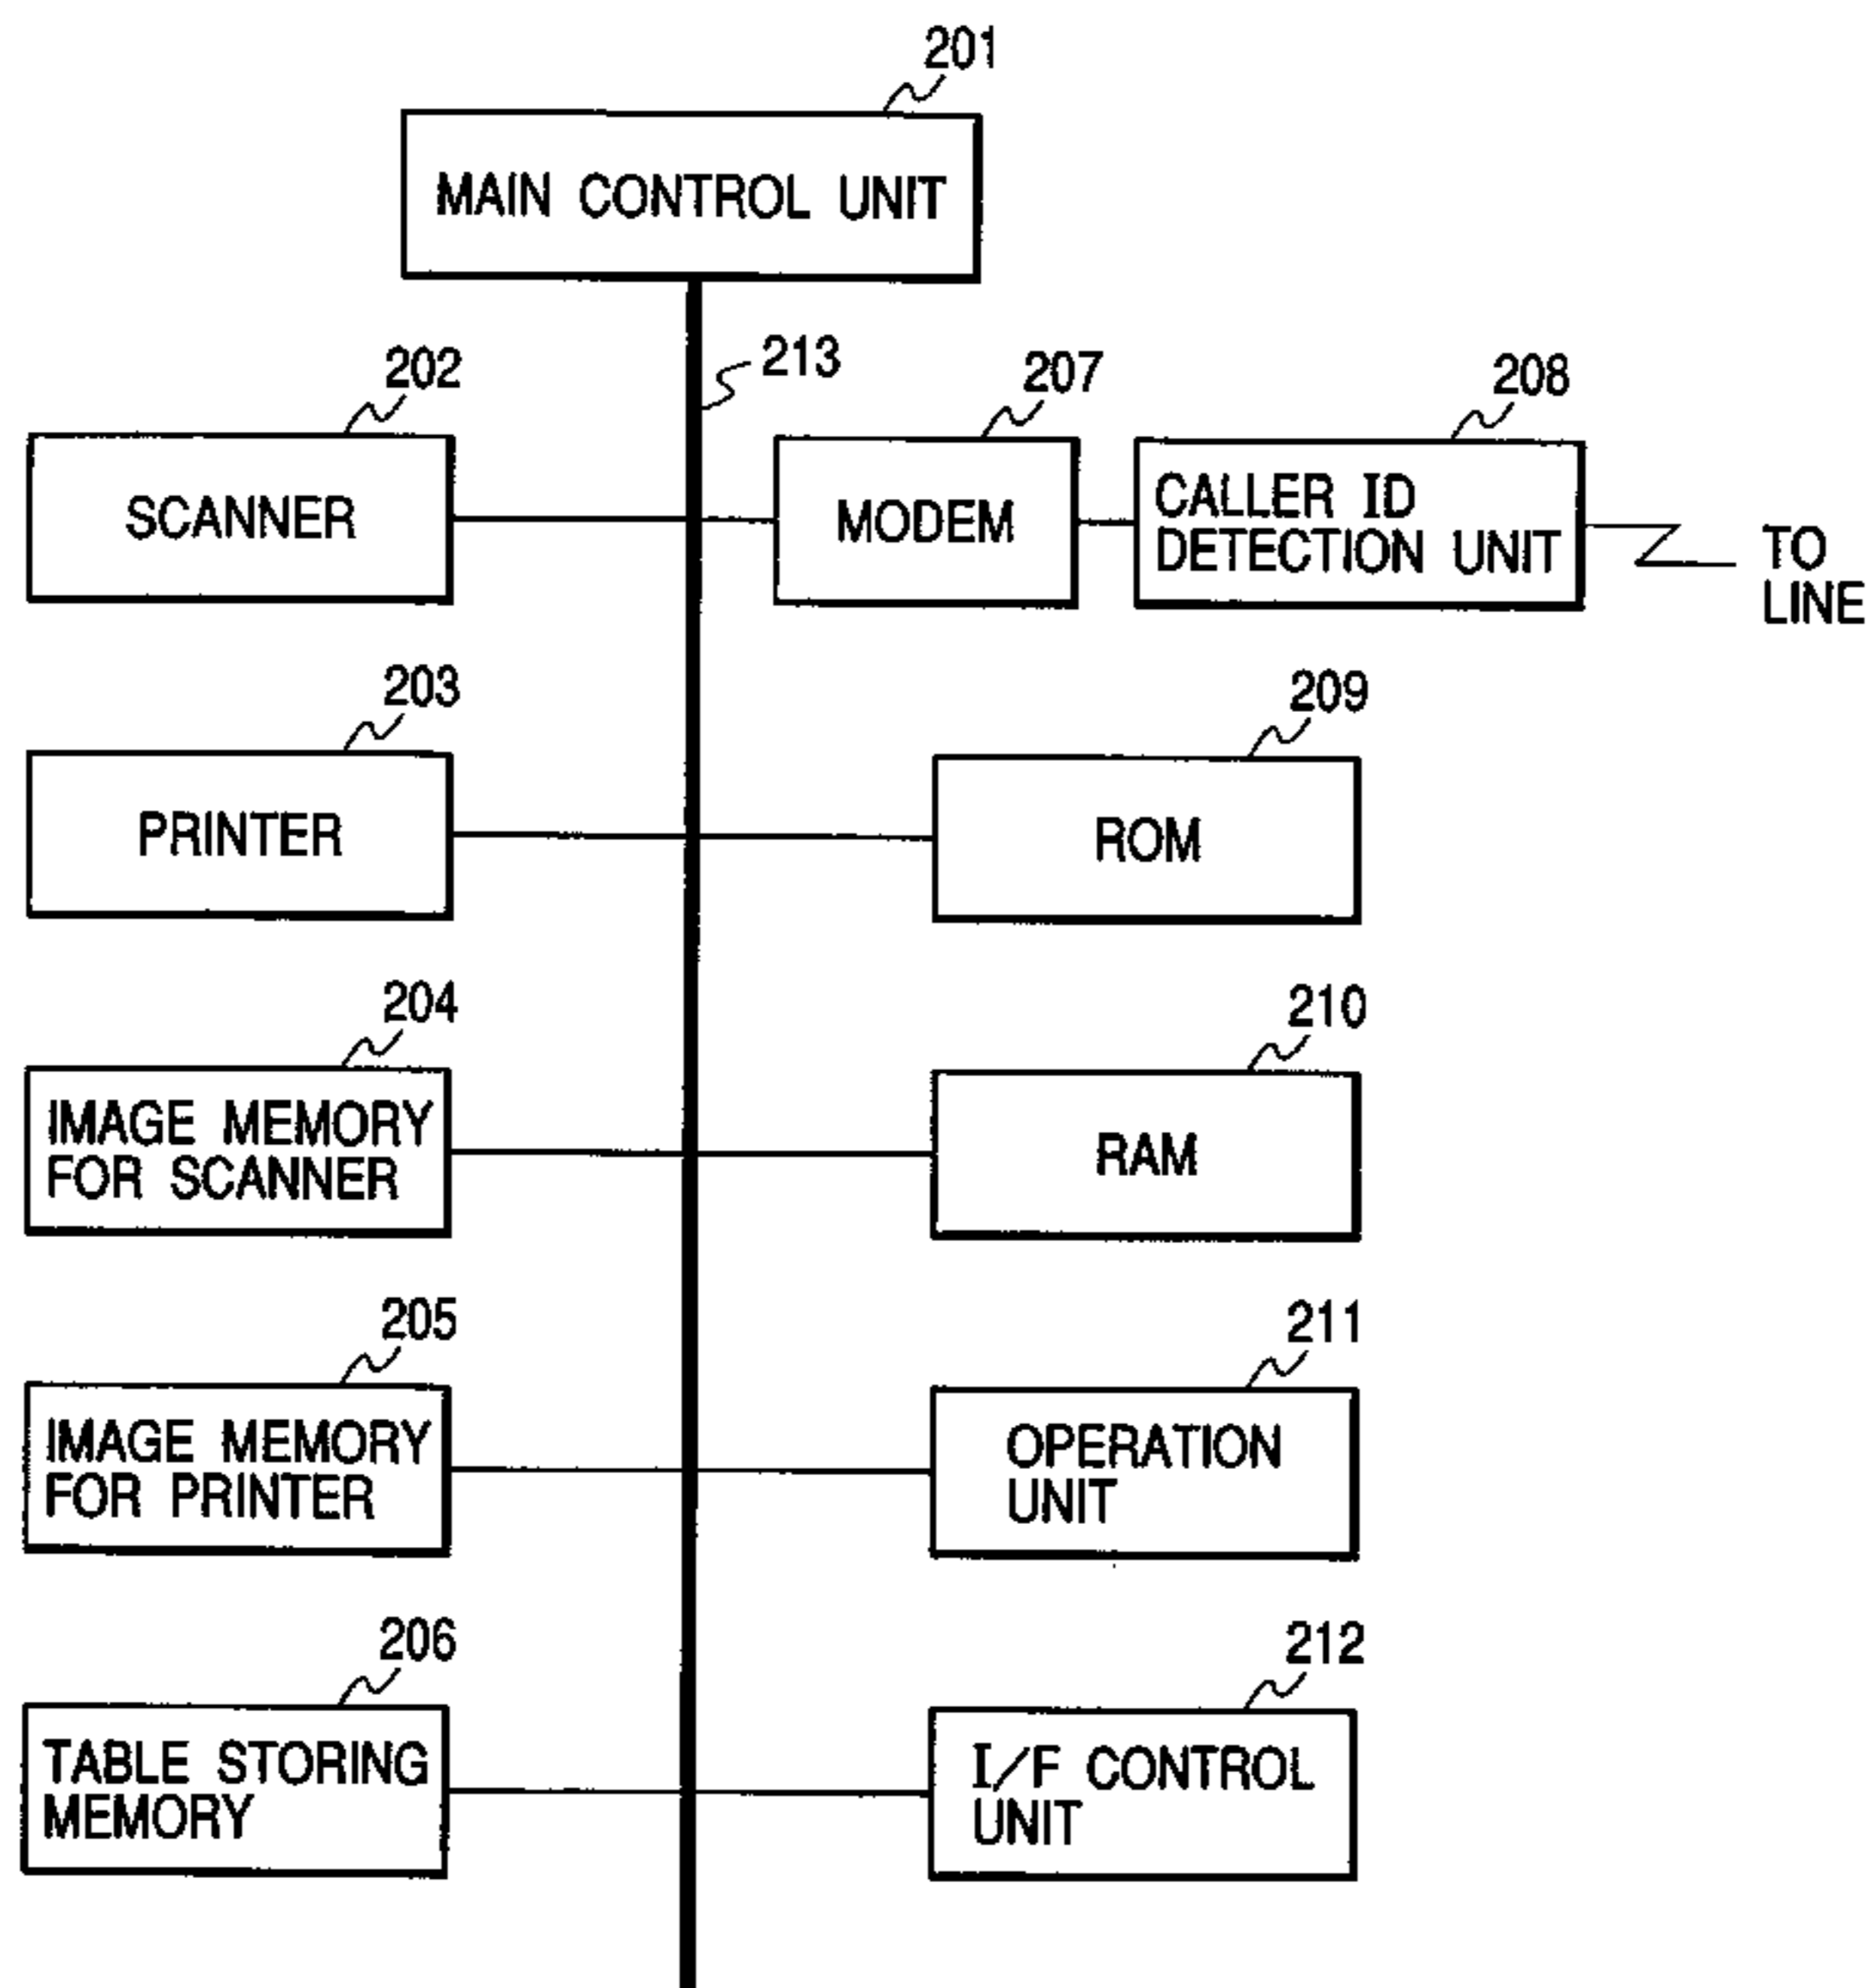 201
MAIN CONTROL UNIT
213
202
SCANNER
207
MODEM
208
CALLER ID
DETECTION UNIT
TO
LINE
203
PRINTER
209
ROM
204
IMAGE MEMORY
FOR SCANNER
210
RAM
205
IMAGE MEMORY
FOR PRINTER
211
OPERATION
UNIT
206
TABLE STORING
MEMORY
212
I/F CONTROL
UNIT